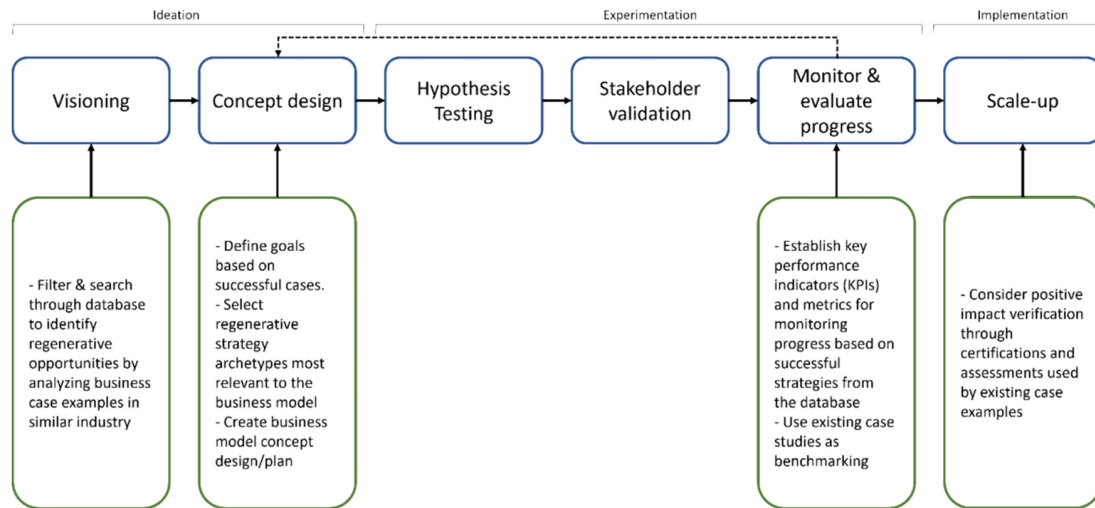 Ideation
Experimentation
Implementation
Visioning
Concept design
Hypothesis
Testing
Stakeholder
validation
Monitor &
evaluate
progress
Scale-up
- Filter & search
through database
to identify
regenerative
opportunities by
analyzing business
case examples in
similar industry
- Define goals
based on
successful cases.
- Select
regenerative
strategy
archetypes most
relevant to the
business model
- Create business
model concept
design/plan
- Establish key
performance
indicators (KPIs)
and metrics for
monitoring
progress based on
successful
strategies from
the database
- Use existing case
studies as
benchmarking
- Consider positive
impact verification
through
certifications and
assessments used
by existing case
examples